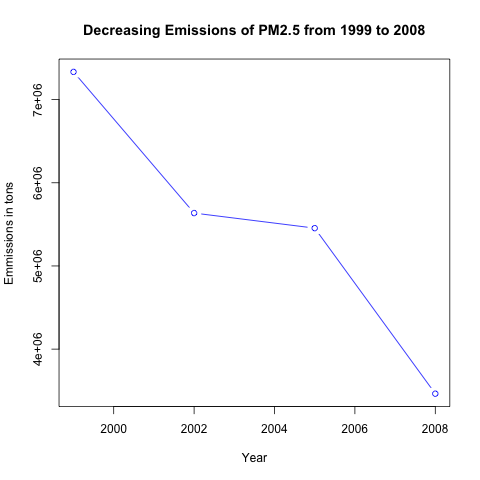 Decreasing Emissions of PM2.5 from 1999 to 2008
Emmissions in tons
7e+06
6e+06
5e+06
4e+06
2000 2002 2004 2006 2008
Year